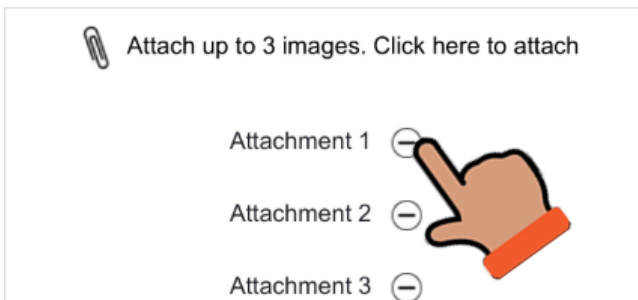 Attach up to 3 images. Click here to attach
Attachment 1
Attachment 2
Attachment 3